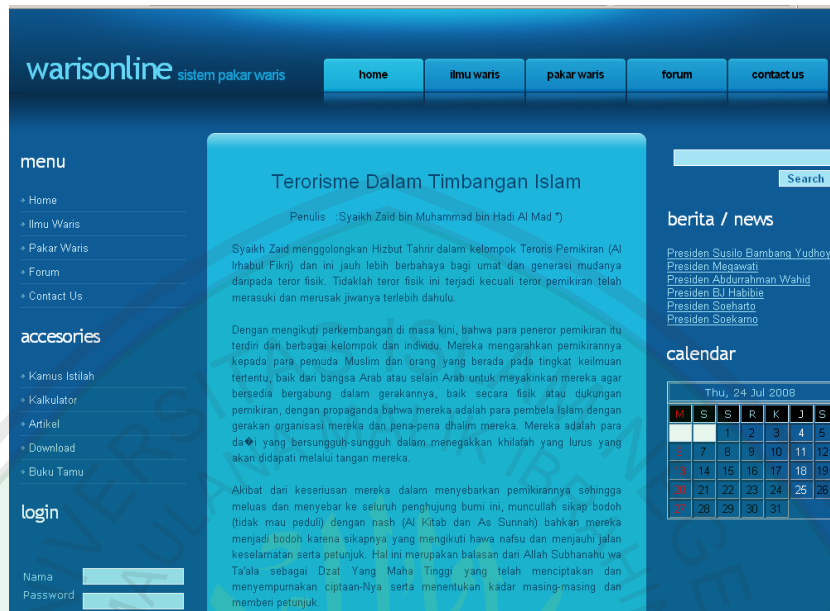 warisonline sistem pakar waris
home ilmu waris pakar waris forum contact us
menu
Home
Ilmu Waris
Pakar Waris
Forum
Contact Us
accesories
Kamus Istilah
Kalkulator
Artikel
Download
Buku Tamu
login
Nama
Password
Terorisme Dalam Timbangan Islam
Penulis :Syaikh Zaid bin Muhammad bin Hadi Al Mad *)
Syaikh Zaid menggolongkan Hizbut Tahrir dalam kelompok Teroris Pemikiran (Al
Irhabul Fikri) dan ini jauh lebih berbahaya bagi umat dan generasi mudanya
daripada teror fisik. Tidaklah teror fisik ini terjadi kecuali teror pemikiran telah
merasuki dan merusak jiwanya terlebih dahulu.
Dengan mengikuti perkembangan di masa kini, bahwa para peneror pemikiran itu
terdiri dari berbagai kelompok dan individu. Mereka mengarahkan pemikirannya
kepada para pemuda Muslim dan orang yang berada pada tingkat keilmuan
tertentu, baik dari bangsa Arab atau selain Arab untuk meyakinkan mereka agar
bersedia bergabung dalam gerakannya, baik secara fisik atau dukungan
pemikiran, dengan propaganda bahwa mereka adalah para pembela Islam dengan
gerakan organisasi mereka dan pena-pena dhalim mereka. Mereka adalah para
da�i yang bersungguh-sungguh dalam menegakkan khilafah yang lurus yang
akan didapati melalui tangan mereka.
Akibat dari keseriusan mereka dalam menyebarkan pemikirannya sehingga
meluas dan menyebar ke seluruh penghujung bumi ini, muncullah sikap bodoh
(tidak mau peduli) dengan nash (Al Kitab dan As Sunnah) bahkan mereka
menjadi bodoh karena sikapnya yang mengikuti hawa nafsu dan menjauhi jalan
keselamatan serta petunjuk. Hal ini merupakan balasan dari Allah Subhanahu wa
Ta'ala sebagai Dzat Yang Maha Tinggi yang telah menciptakan dan
menyempurnakan ciptaan-Nya serta menentukan kadar masing-masing dan
memberi petunjuk.
Search
berita / news
Presiden Susilo Bambang Yudhoy
Presiden Megawati
Presiden Abdurrahman Wahid
Presiden BJ Habibie
Presiden Soeharto
Presiden Soekarno
calendar
Thu, 24 Jul 2008
M S S R K J S
1 2 3 4 5
6 7 8 9 10 11 12
13 14 15 16 17 18 19
20 21 22 23 24 25 26
27 28 29 30 31